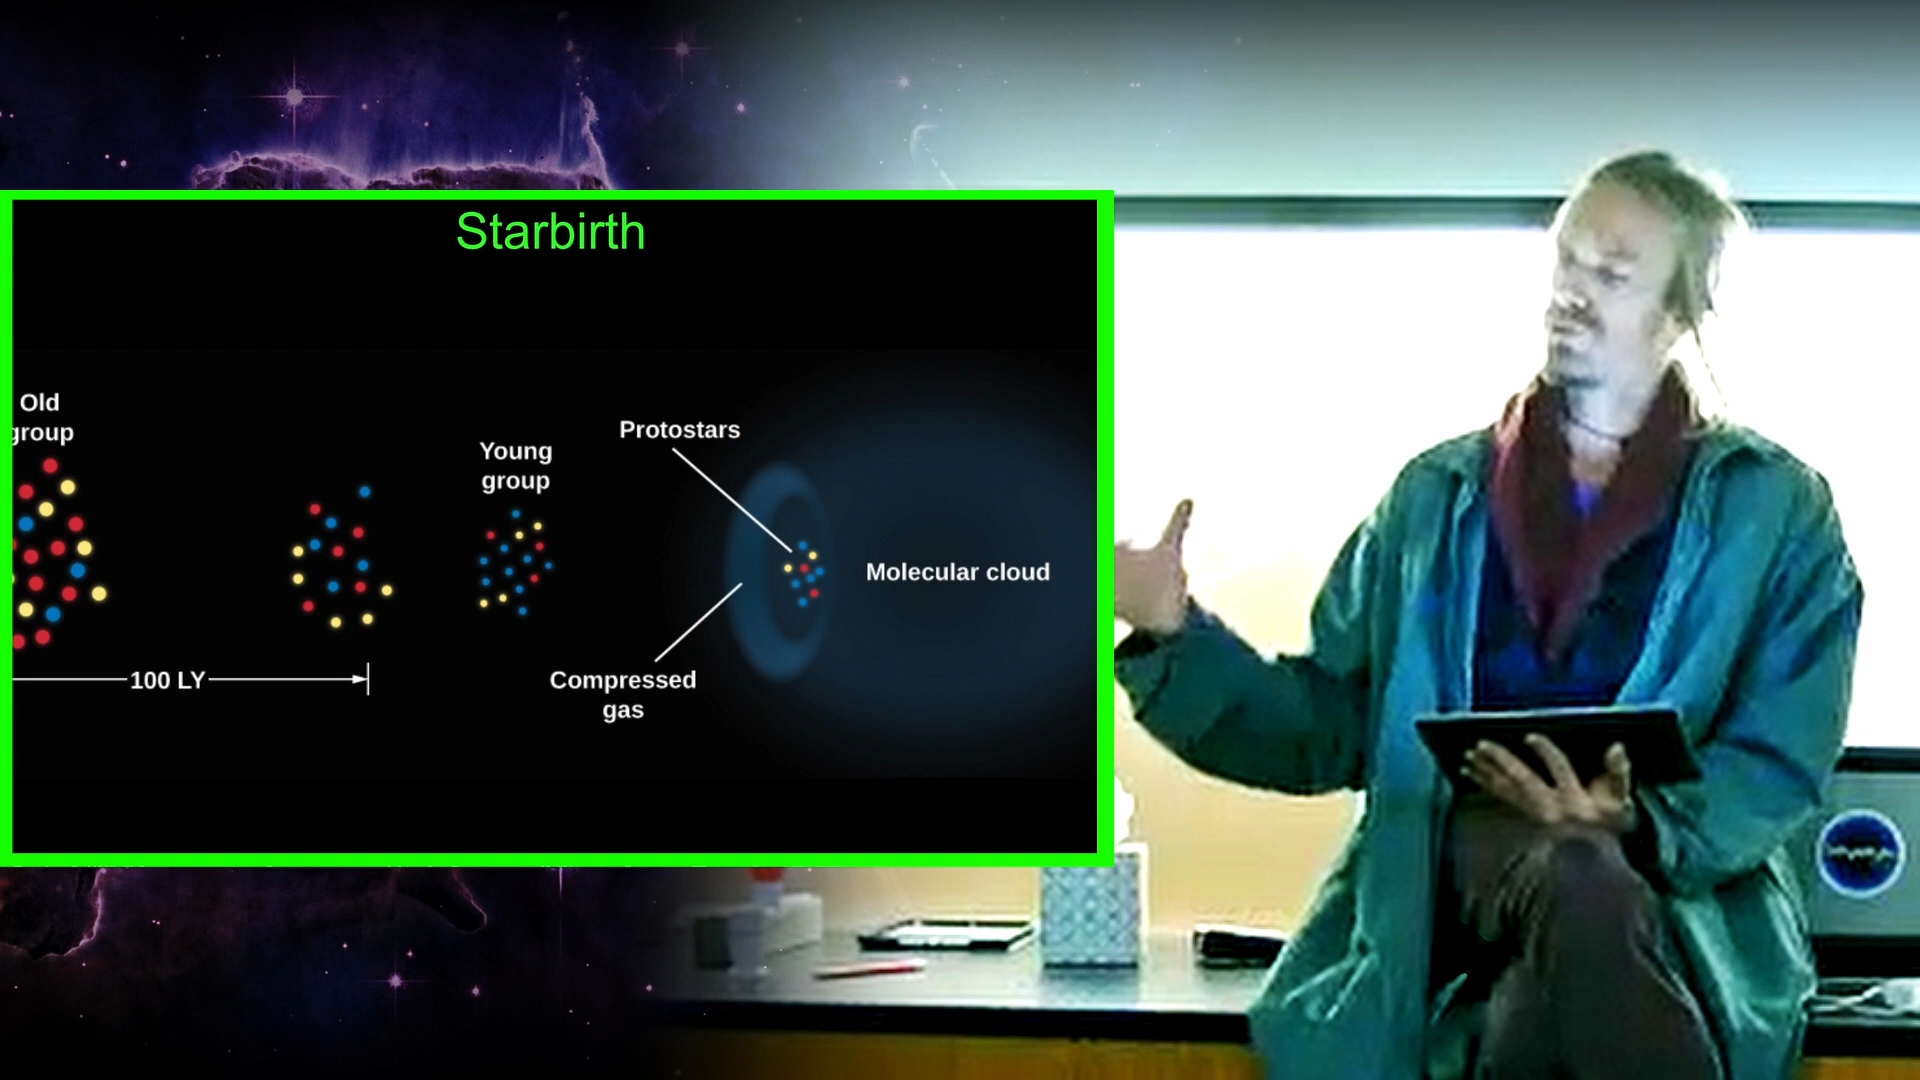 Starbirth
Old
group
Young
group
Protostars
Molecular cloud
Compressed
gas
100 LY